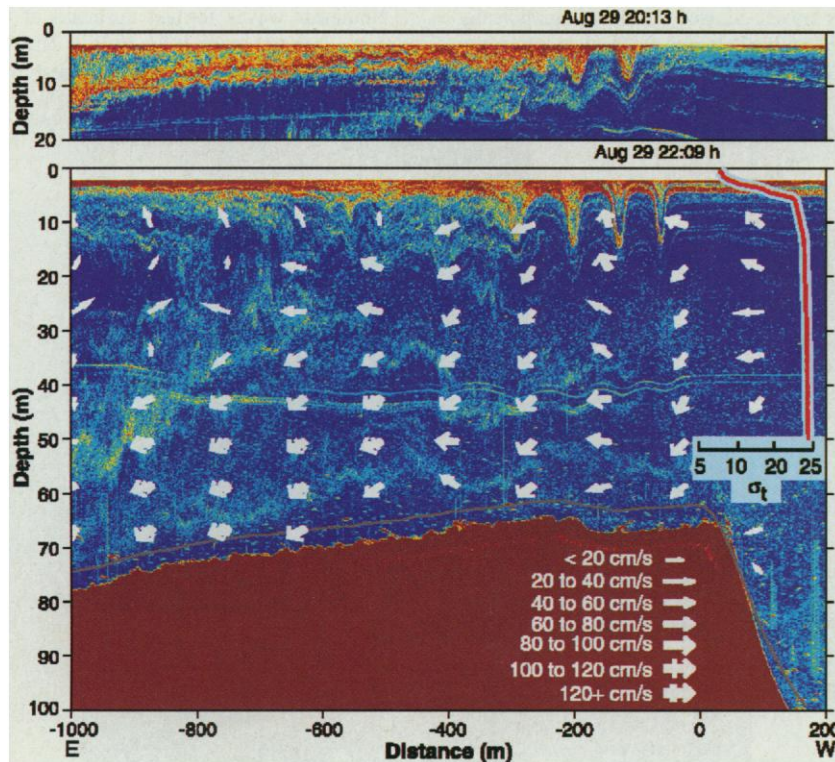 Aug 29 20:13 h
0
10
20
Depth (m)
Aug 29 22:09 h
0
10
20
30
40
50
60
70
80
90
100
Depth (m)
5 10 20 25
σt
< 20 cm/s
20 to 40 cm/s
40 to 60 cm/s
60 to 80 cm/s
80 to 100 cm/s
100 to 120 cm/s
120+ cm/s
-1000 -800 -600 -400 -200 0 200
E Distance (m) W